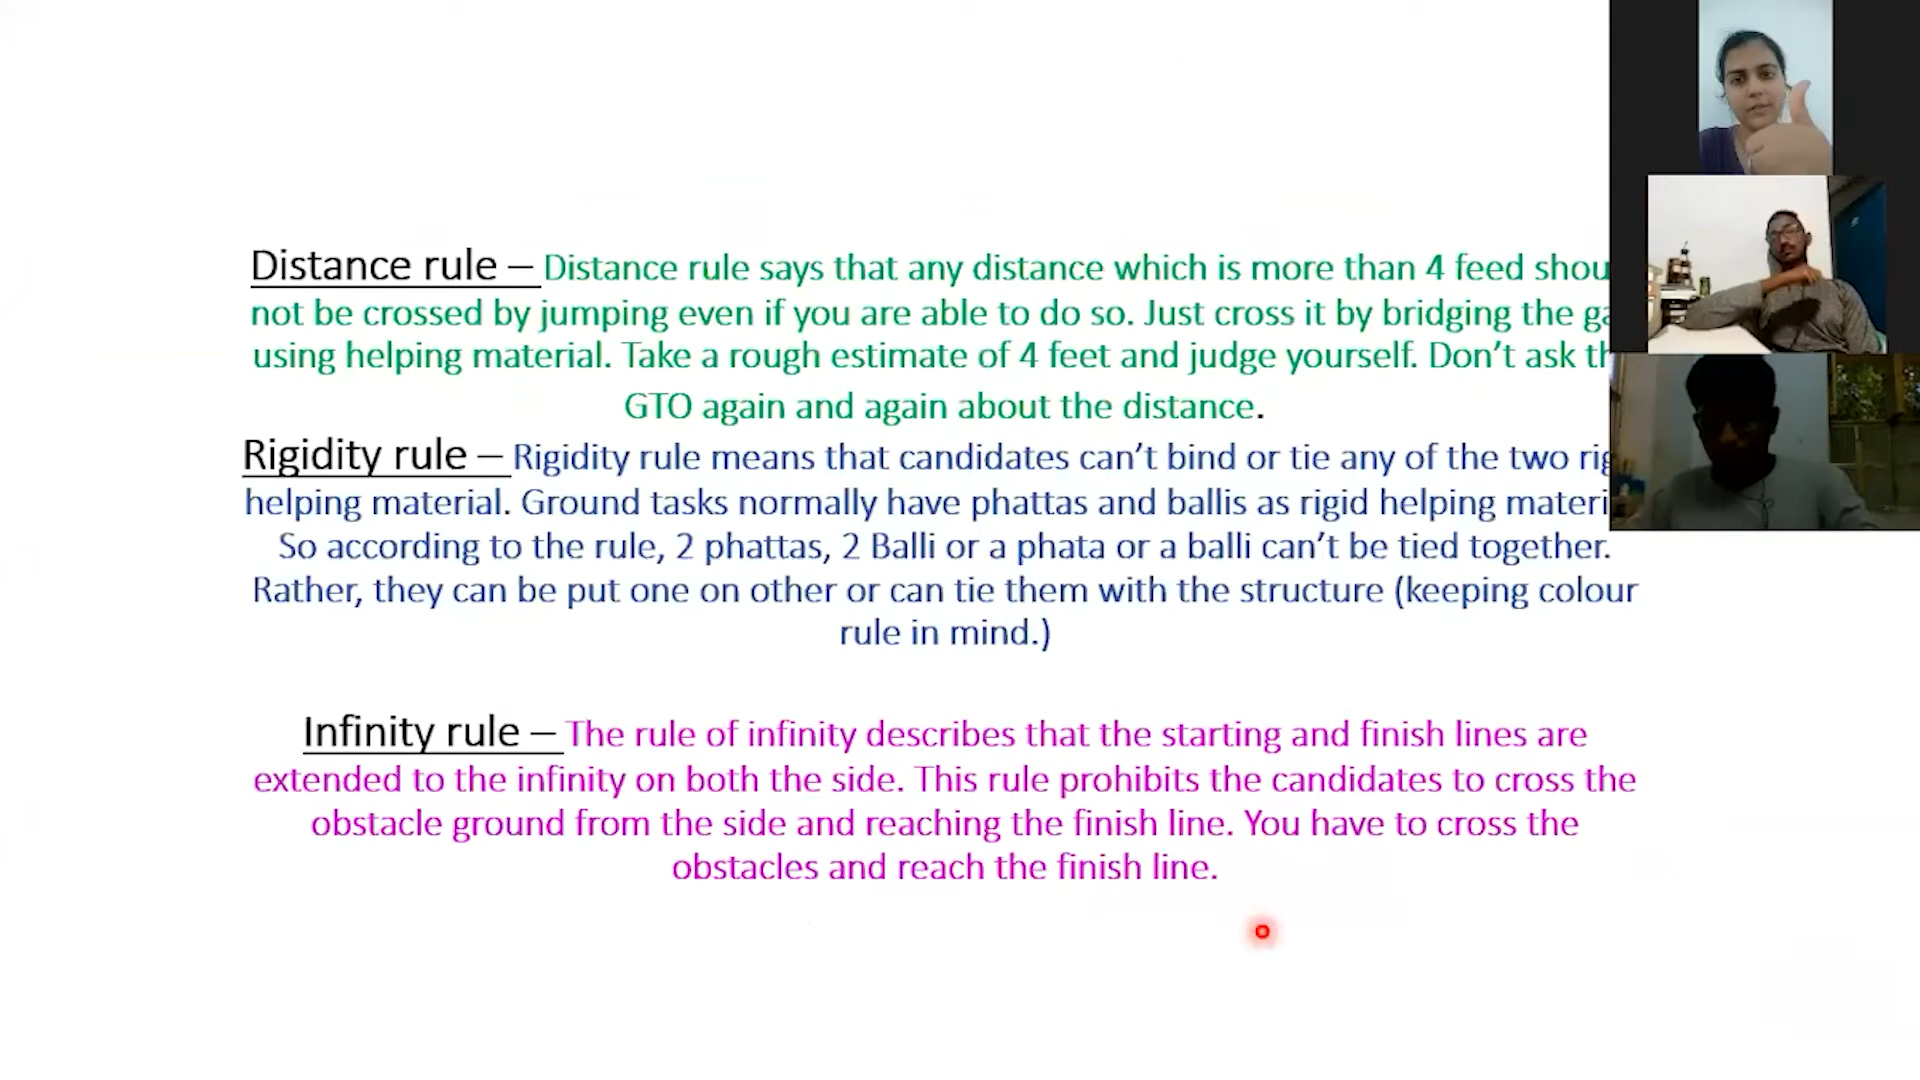 Distance rule – Distance rule says that any distance which is more than 4 feed
not be crossed by jumping even if you are able to do so. Just cross it by bridging the
using helping material. Take a rough estimate of 4 feet and judge yourself. Don't ask
GTO again and again about the distance.
Rigidity rule – Rigidity rule means that candidates can't bind or tie any of the two
helping material. Ground tasks normally have phattas and ballis as rigid helping
So according to the rule, 2 phattas, 2 Balli or a phata or a balli can't be tied together.
Rather, they can be put one on other or can tie them with the structure (keeping colour
rule in mind.)
Infinity rule – The rule of infinity describes that the starting and finish lines are
extended to the infinity on both the side. This rule prohibits the candidates to cross the
obstacle ground from the side and reaching the finish line. You have to cross the
obstacles and reach the finish line.